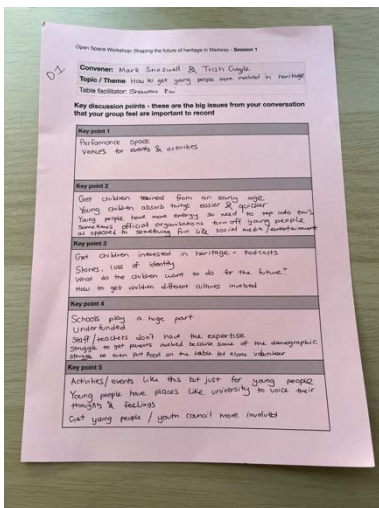 D1
Open Space Workshop: Shaping the future of heritage in Medway - Session 1
Convener: Mark Snoswell & Trish Gayle
Topic / Theme How to get young people more involved in heritage
Table facilitator:
Key discussion points - these are the big issues from your conversation
that your group feel are important to record
Key point 1
Performance space
Venues for events & activities
Key point 2
Get children from an early age
Young children absorb things easier & quicker
Young people have more energy so need to tap into this
Sometimes official organisations turn off young people
as opposed to something fun like social media / entertainment
Key point 3
Get children interested in heritage - Podcasts
Stories, loss of identity
What do the children want to do for the future?
How to get children different cultures involved
Key point 4
Schools play a huge part
Underfunded
Staff / teachers don't have the expertise
Struggle to get parents involved because some of the demographic
struggle to even put food on the table let alone volunteer
Key point 5
Activities / events like this but just for young people
Young people have places like university to voice their
thoughts & feelings
Get young people / youth council more involved